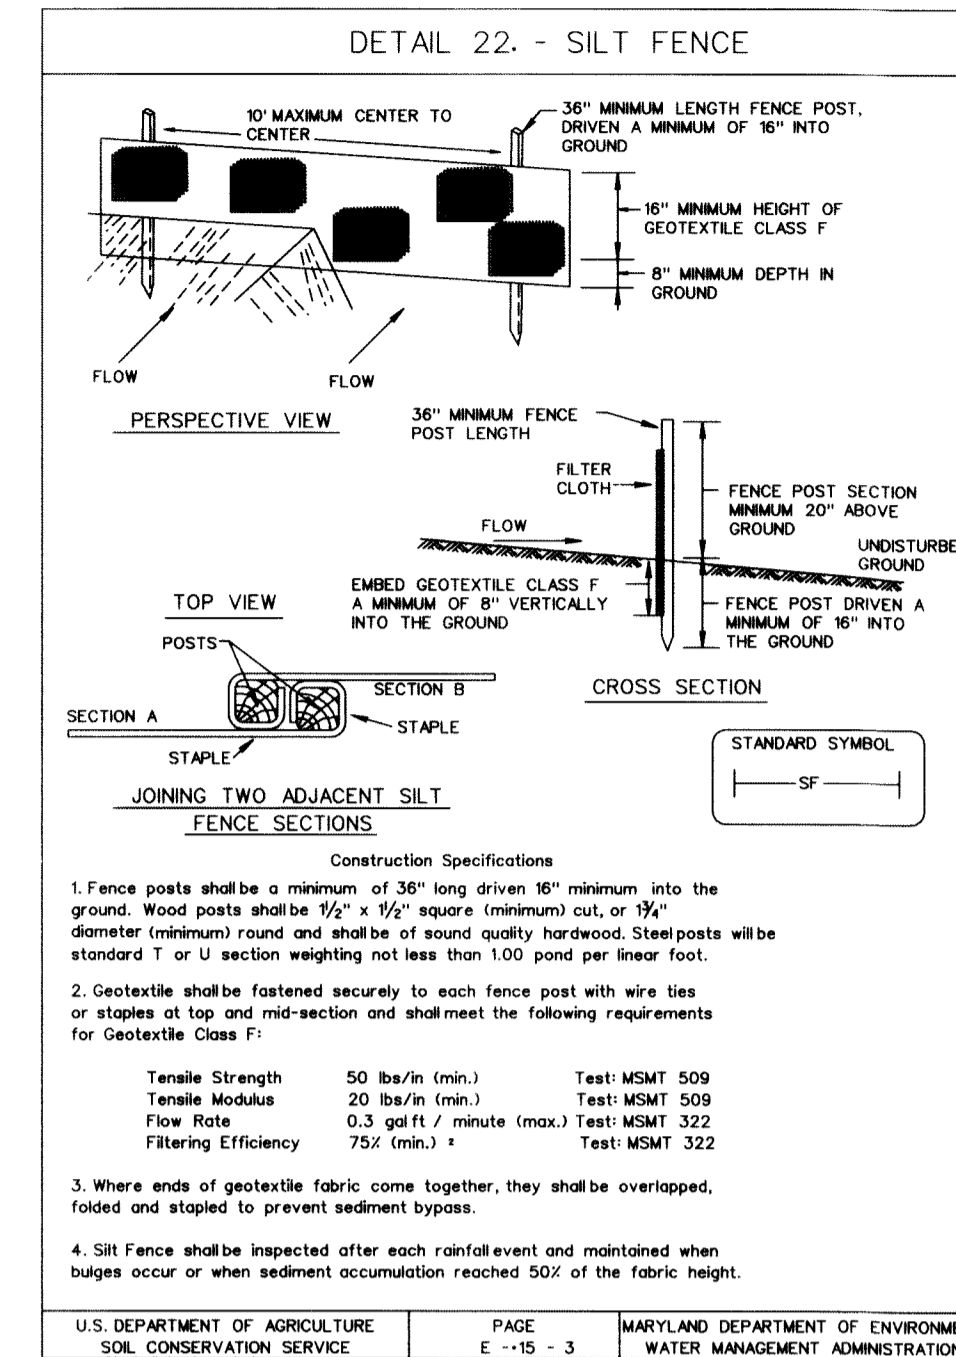 DETAIL 22. - SILT FENCE
10' MAXIMUM CENTER TO
CENTER
36" MINIMUM LENGTH FENCE POST,
DRIVEN A MINIMUM OF 16" INTO
GROUND
16" MINIMUM HEIGHT OF
GEOTEXTILE CLASS F
8" MINIMUM DEPTH IN
GROUND
FLOW
FLOW
PERSPECTIVE VIEW
36" MINIMUM FENCE
POST LENGTH
FILTER
CLOTH
FENCE POST SECTION
MINIMUM 20" ABOVE
GROUND
FLOW
UNDISTURBE
GROUND
EMBED GEOTEXTILE CLASS F
A MINIMUM OF 8" VERTICALLY
INTO THE GROUND
FENCE POST DRIVEN A
MINIMUM OF 16" INTO
THE GROUND
CROSS SECTION
TOP VIEW
POSTS
SECTION B
SECTION A
STAPLE
STAPLE
JOINING TWO ADJACENT SILT
FENCE SECTIONS
STANDARD SYMBOL
SF
Construction Specifications
1. Fence posts shall be a minimum of 36" long driven 16" minimum into the
ground. Wood posts shall be 1 1/2" x 1 1/2" square (minimum) cut, or 1 3/4"
diameter (minimum) round and shall be of sound quality hardwood. Steel posts will be
standard T or U section weighting not less than 1.00 pond per linear foot.
2. Geotextile shall be fastened securely to each fence post with wire ties
or staples at top and mid-section and shall meet the following requirements
for Geotextile Class F:
Tensile Strength 50 lbs/in (min.) Test: MSMT 509
Tensile Modulus 20 lbs/in (min.) Test: MSMT 509
Flow Rate 0.3 gal ft / minute (max.) Test: MSMT 322
Filtering Efficiency 75% (min.) 2 Test: MSMT 322
3. Where ends of geotextile fabric come together, they shall be overlapped,
folded and stapled to prevent sediment bypass.
4. Silt Fence shall be inspected after each rainfall event and maintained when
bulges occur or when sediment accumulation reached 50% of the fabric height.
U.S. DEPARTMENT OF AGRICULTURE
SOIL CONSERVATION SERVICE
PAGE
E - 15 - 3
MARYLAND DEPARTMENT OF ENVIRONME
WATER MANAGEMENT ADMINISTRATION